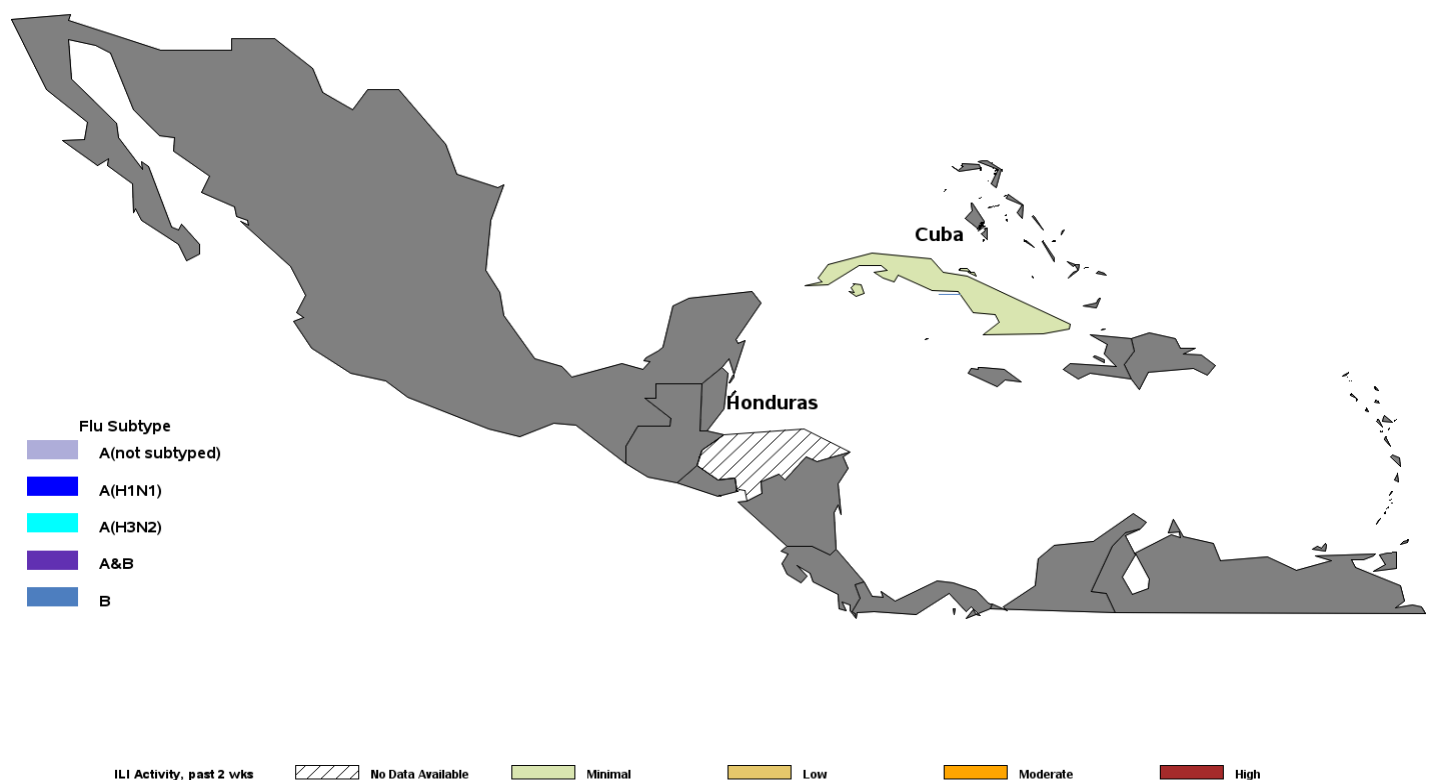 Cuba
Honduras
Flu Subtype
A(not subtyped)
A(H1N1)
A(H3N2)
A&B
B
ILI Activity, past 2 wks No Data Available Minimal Low Moderate High